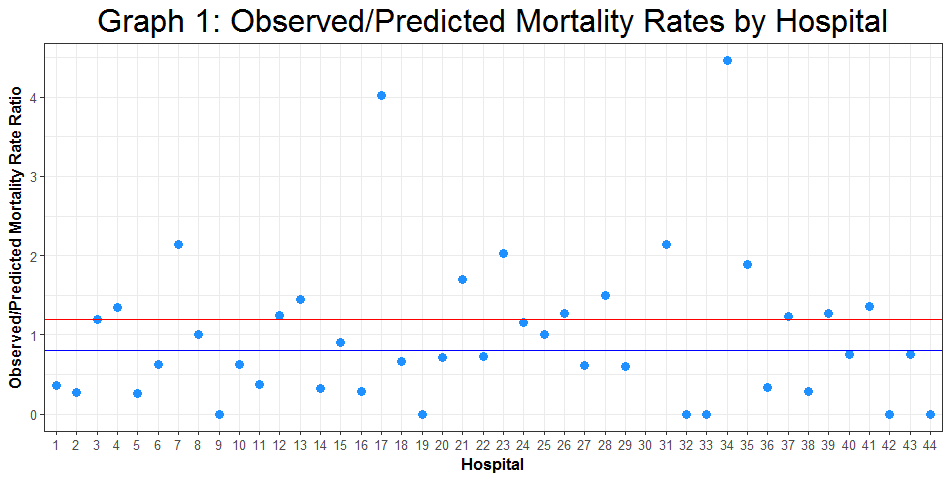 Graph 1: Observed/Predicted Mortality Rates by Hospital
Observed/Predicted Mortality Rate Ratio
4
3
2
1
0
1 2 3 4 5 6 7 8 9 10 11 12 13 14 15 16 17 18 19 20 21 22 23 24 25 26 27 28 29 30 31 32 33 34 35 36 37 38 39 40 41 42 43 44
Hospital